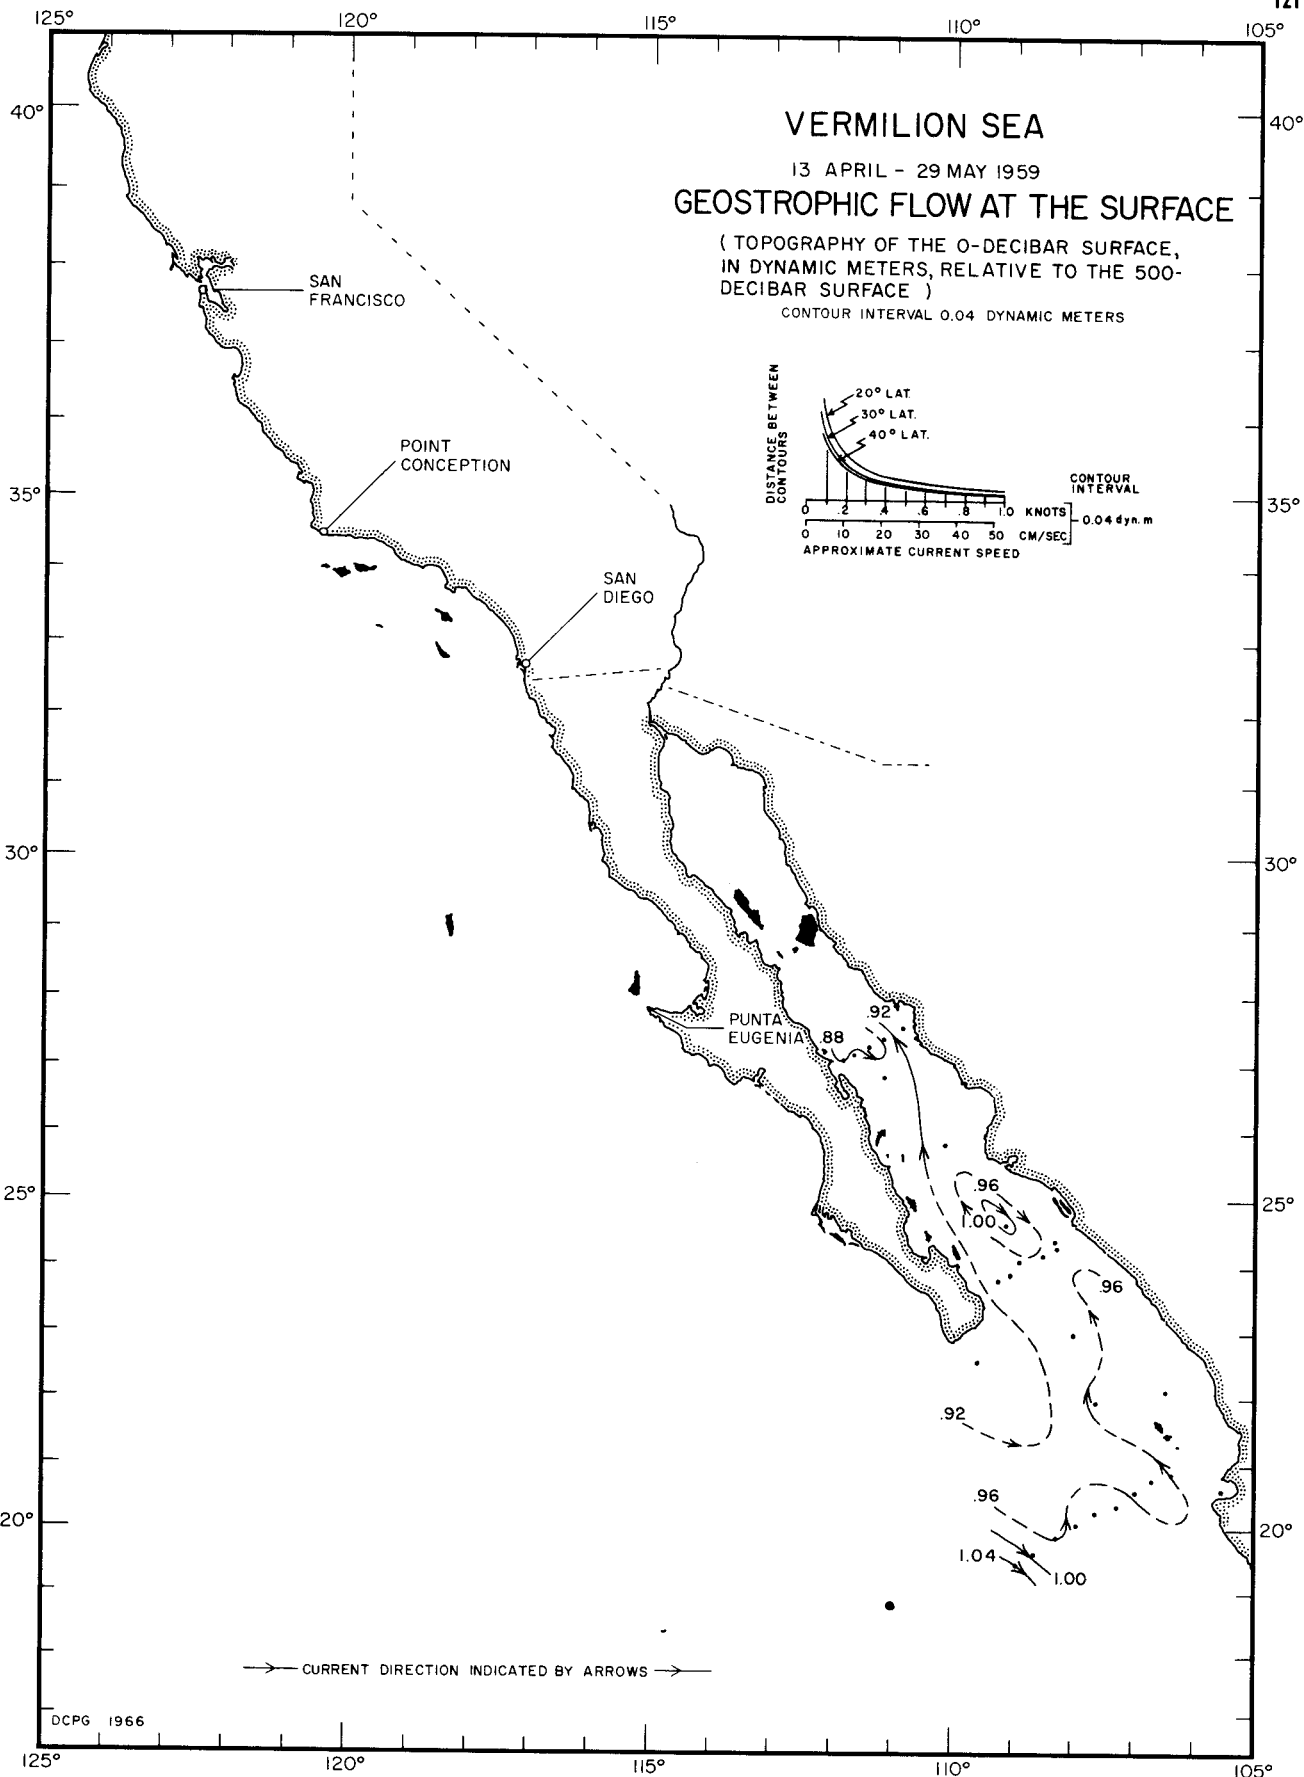 121
125°
120°
115°
110°
105°
40°
40°
VERMILION SEA
13 APRIL - 29 MAY 1959
GEOSTROPHIC FLOW AT THE SURFACE
( TOPOGRAPHY OF THE 0-DECIBAR SURFACE,
IN DYNAMIC METERS, RELATIVE TO THE 500-
DECIBAR SURFACE )
CONTOUR INTERVAL 0.04 DYNAMIC METERS
SAN
FRANCISCO
DISTANCE BETWEEN
CONTOURS
20° LAT.
30° LAT.
40° LAT.
POINT
CONCEPTION
35°
35°
CONTOUR
INTERVAL
0 .2 .4 .6 .8 1.0 KNOTS
0.04 dyn. m
0 10 20 30 40 50 CM/SEC
APPROXIMATE CURRENT SPEED
SAN
DIEGO
30°
30°
.92
PUNTA
EUGENIA
.88
25°
25°
.96
1.00
.96
.92
.96
20°
20°
1.04
1.00
CURRENT DIRECTION INDICATED BY ARROWS
DCPG 1966
125°
120°
115°
110°
105°